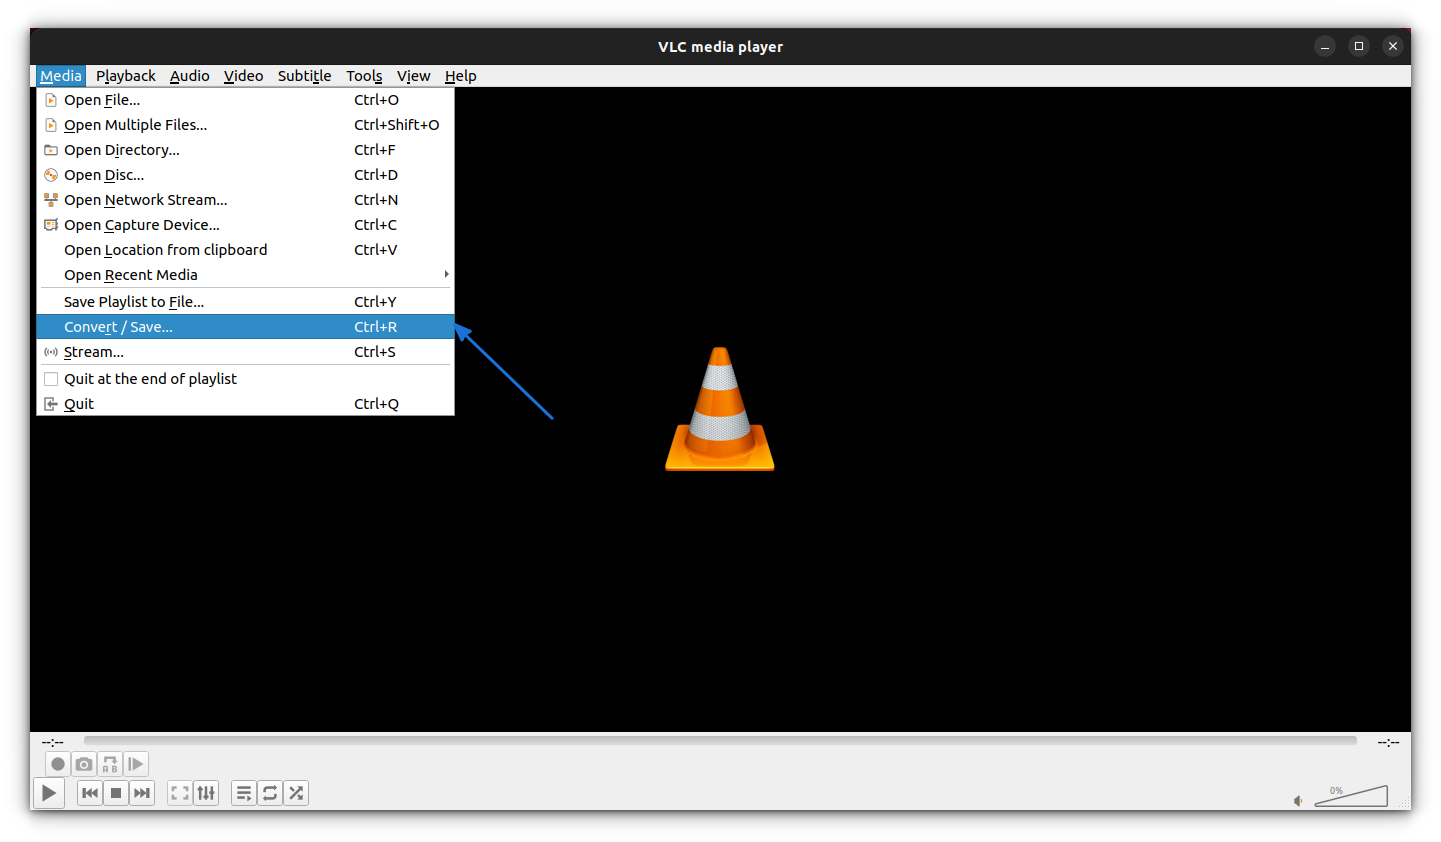 VLC media player
Media Playback Audio Video Subtitle Tools View Help
Open File... Ctrl+O
Open Multiple Files... Ctrl+Shift+O
Open Directory... Ctrl+F
Open Disc... Ctrl+D
Open Network Stream... Ctrl+N
Open Capture Device... Ctrl+C
Open Location from clipboard Ctrl+V
Open Recent Media
Save Playlist to File... Ctrl+Y
Convert / Save... Ctrl+R
Stream... Ctrl+S
Quit at the end of playlist
Quit Ctrl+Q
--:-- --:--
A B
0%